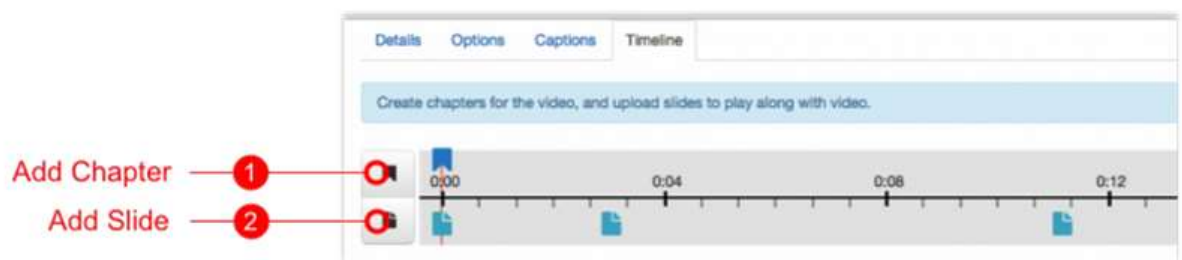 Details Options Captions Timeline
Create chapters for the video, and upload slides to play along with video.
Add Chapter 1
0:00 0:04 0:08 0:12
Add Slide 2